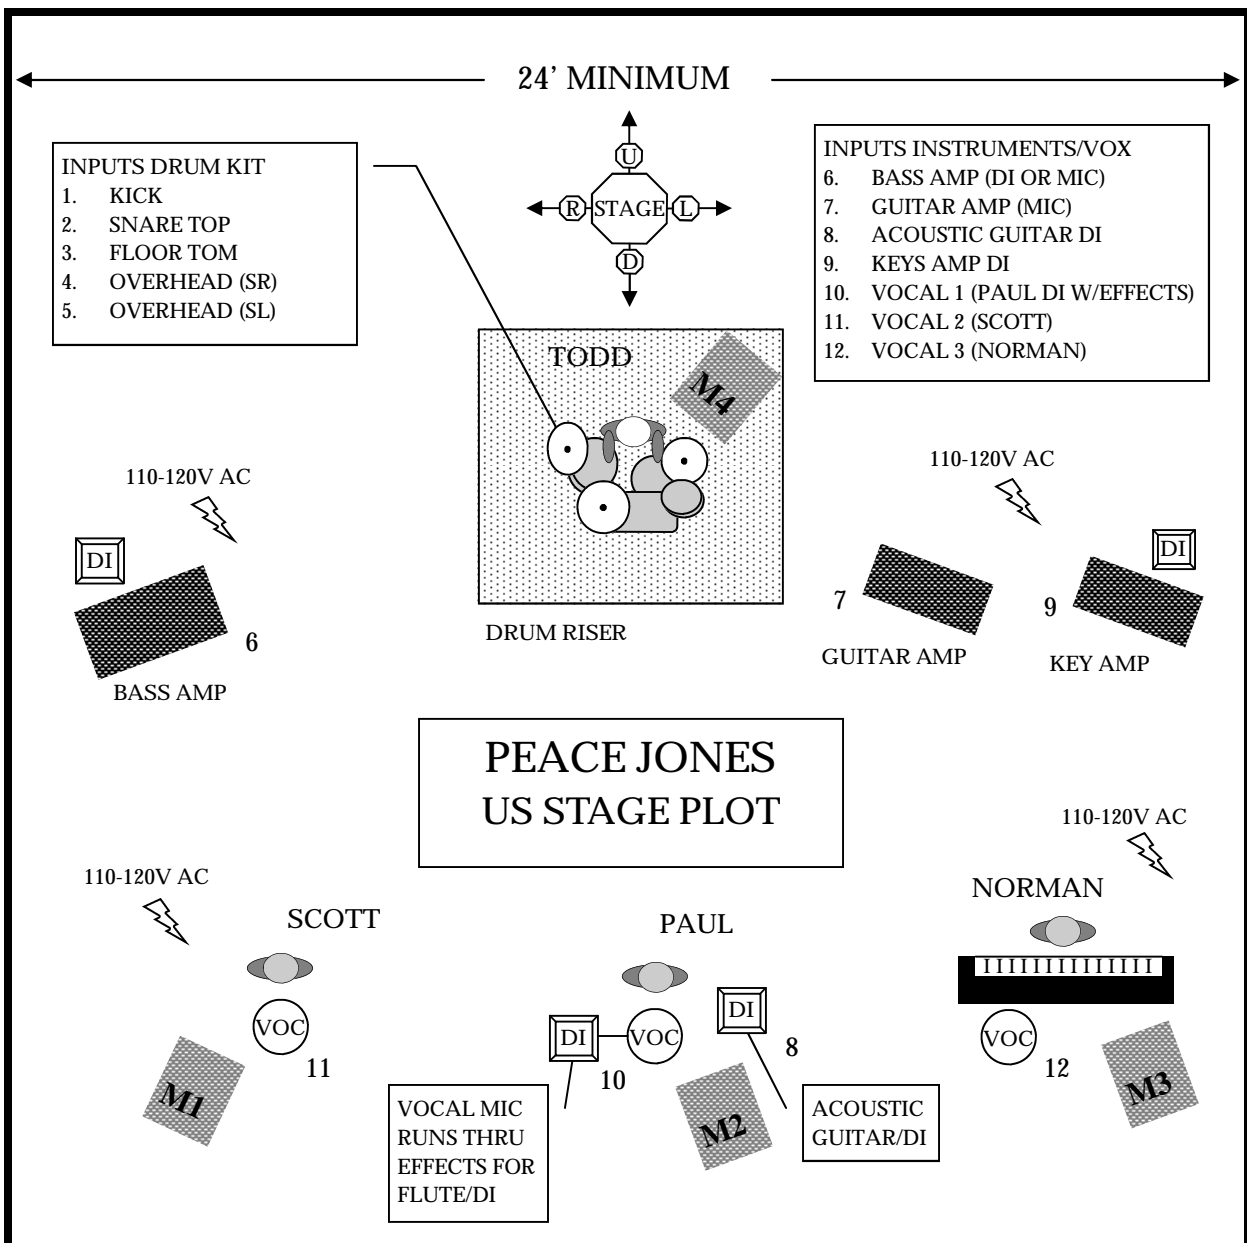 24' MINIMUM
INPUTS DRUM KIT
1. KICK
2. SNARE TOP
3. FLOOR TOM
4. OVERHEAD (SR)
5. OVERHEAD (SL)
U
R STAGE L
D
INPUTS INSTRUMENTS/VOX
6. BASS AMP (DI OR MIC)
7. GUITAR AMP (MIC)
8. ACOUSTIC GUITAR DI
9. KEYS AMP DI
10. VOCAL 1 (PAUL DI W/EFFECTS)
11. VOCAL 2 (SCOTT)
12. VOCAL 3 (NORMAN)
TODD
M4
110-120V AC
DI
6
BASS AMP
DRUM RISER
110-120V AC
DI
7
9
GUITAR AMP
KEY AMP
PEACE JONES
US STAGE PLOT
110-120V AC
SCOTT
VOC
11
M1
PAUL
DI
VOC
DI
10
8
M2
VOCAL MIC
RUNS THRU
EFFECTS FOR
FLUTE/DI
ACOUSTIC
GUITAR/DI
110-120V AC
NORMAN
VOC
12
M3